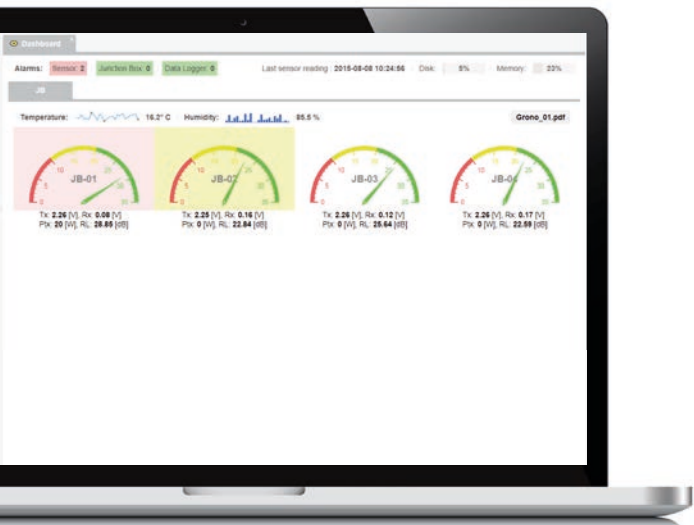 Dashboard
Alarms: Sensor: 2 Junction Box: 0 Data Logger: 0 Last sensor reading: 2016-08-08 10:24:56 Disk: 5% Memory: 23%
JB
Temperature: 16.2° C Humidity: 85.5 % Grono_01.pdf
JB-01 JB-02 JB-03 JB-04
Tx: 2.26 [V], Rx: 0.08 [V] Tx: 2.25 [V], Rx: 0.16 [V] Tx: 2.26 [V], Rx: 0.12 [V] Tx: 2.26 [V], Rx: 0.17 [V]
Ptx: 20 [W], RL: 28.85 [dB] Ptx: 0 [W], RL: 22.84 [dB] Ptx: 0 [W], RL: 25.64 [dB] Ptx: 0 [W], RL: 22.59 [dB]